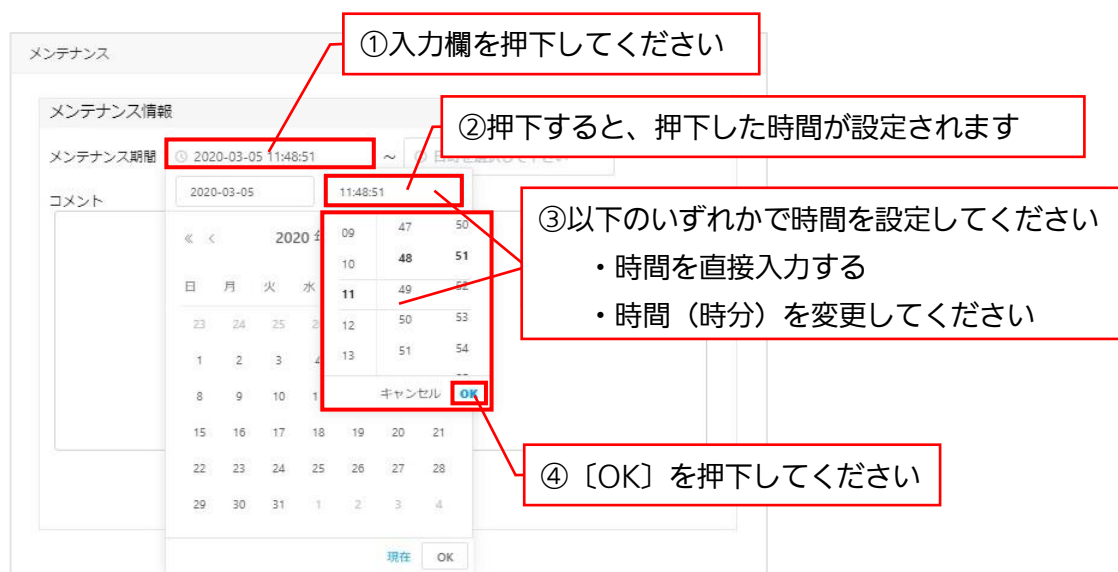 ①入力欄を押下してください
メンテナンス
メンテナンス情報
②押下すると、押下した時間が設定されます
メンテナンス期間 2020-03-05 11:48:51 ~
コメント
2020-03-05 11:48:51
③以下のいずれかで時間を設定してください
・時間を直接入力する
・時間（時分）を変更してください
« < 2020
09 47 50
10 48 51
11 49 52
12 50 53
13 51 54
キャンセル OK
日 月 火 水
23 24 25
1 2 3 4
8 9 10
15 16 17 18 19 20 21
22 23 24 25 26 27 28
29 30 31 1 2 3 4
④〔OK〕を押下してください
現在 OK